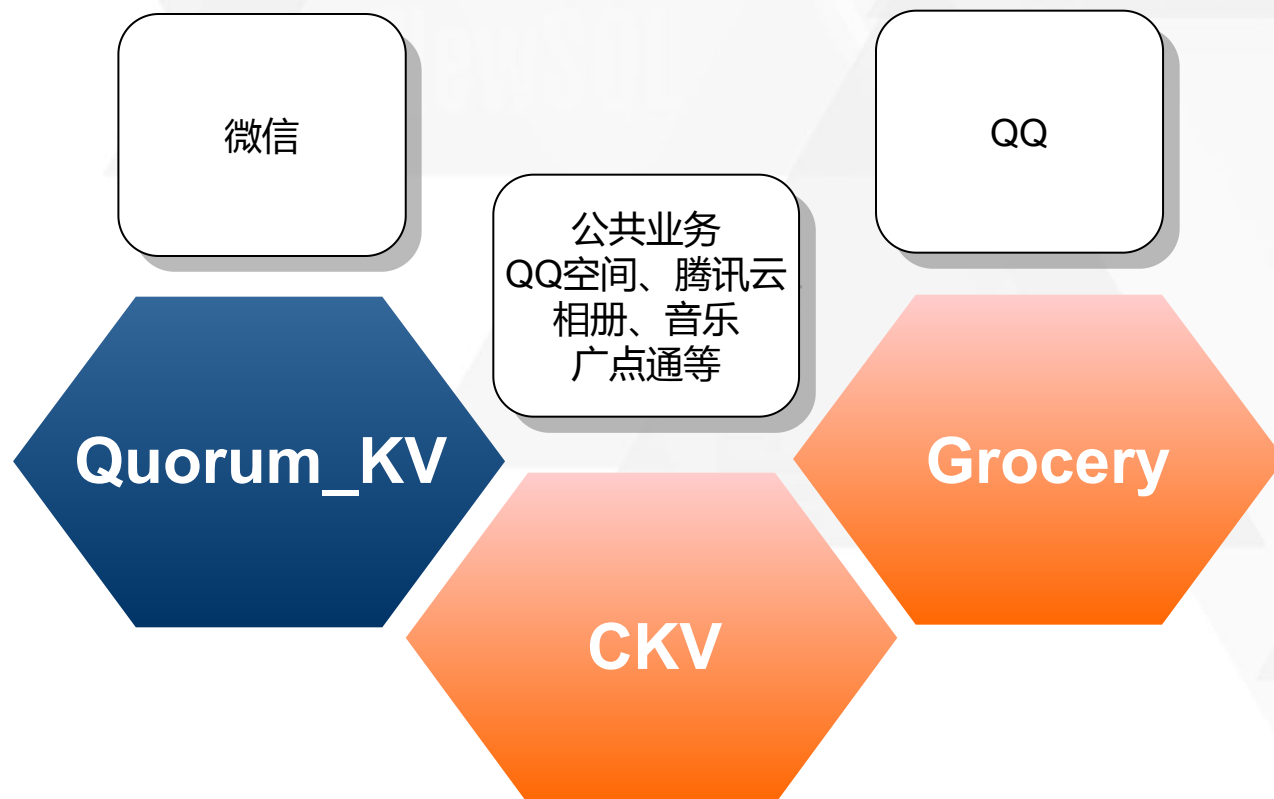 微信
QQ
公共业务
QQ空间、腾讯云
相册、音乐
广点通等
Quorum_KV
Grocery
CKV